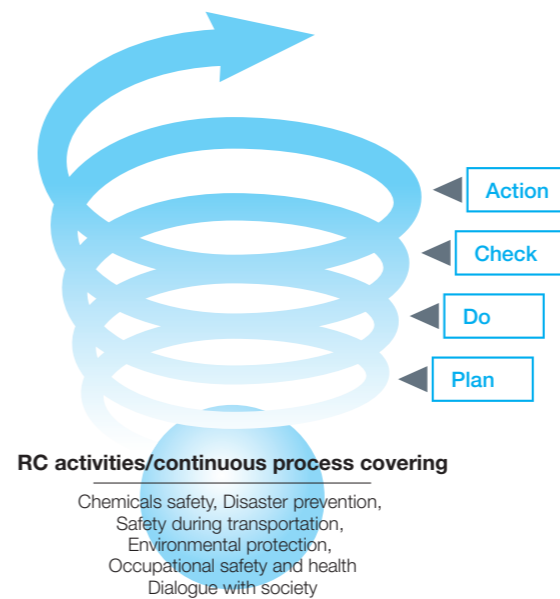 Action
Check
Do
Plan
RC activities/continuous process covering
Chemicals safety, Disaster prevention,
Safety during transportation,
Environmental protection,
Occupational safety and health
Dialogue with society